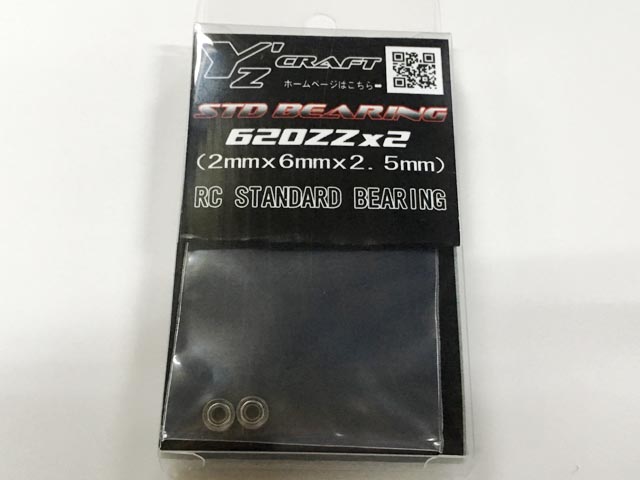 Y'z CRAFT
ホームページはこちら
STD BEARING
620ZZx2
(2mmx6mmx2.5mm)
RC STANDARD BEARING